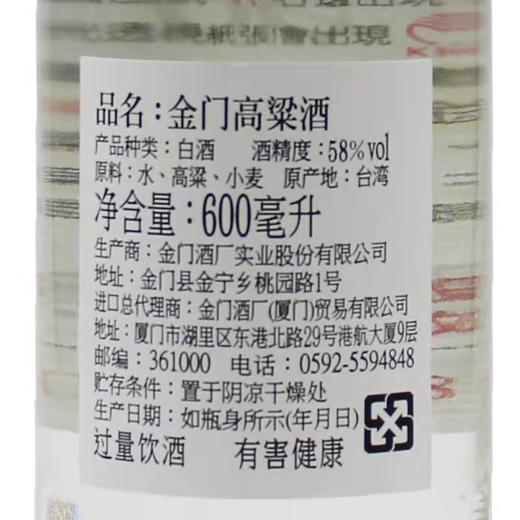 紙張會出現
品名：金门高粱酒
产品种类：白酒 酒精度：58%vol
原料：水、高粱、小麦 原产地：台湾
净含量：600毫升
生产商：金门酒厂实业股份有限公司
地址：金门县金宁乡桃园路1号
进口总代理商：金门酒厂(厦门)贸易有限公司
地址：厦门市湖里区东港北路29号港航大厦9层
邮编：361000 电话：0592-5594848
贮存条件：置于阴凉干燥处
生产日期：如瓶身所示(年月日)
过量饮酒 有害健康